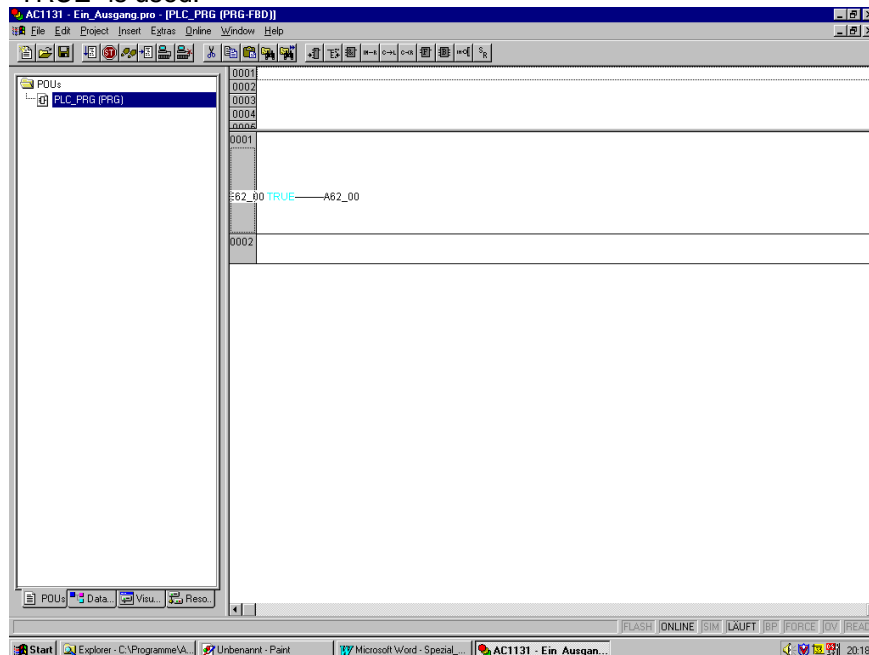 "TRUE" is used.
AC1131 - Ein_Ausgang.pro - [PLC_PRG (PRG-FBD)]
File Edit Project Insert Extras Online Window Help
POUs
PLC_PRG (PRG)
0001
0002
0003
0004
0001
E62_00 TRUE A62_00
0002
POUs Data... Visu... Reso...
FLASH ONLINE SIM LÄUFT BP FORCE OV READ
Start Explorer - C:\Programme\A... Unbenannt - Paint Microsoft Word - Spezial_... AC1131 - Ein_Ausgan... 20:18